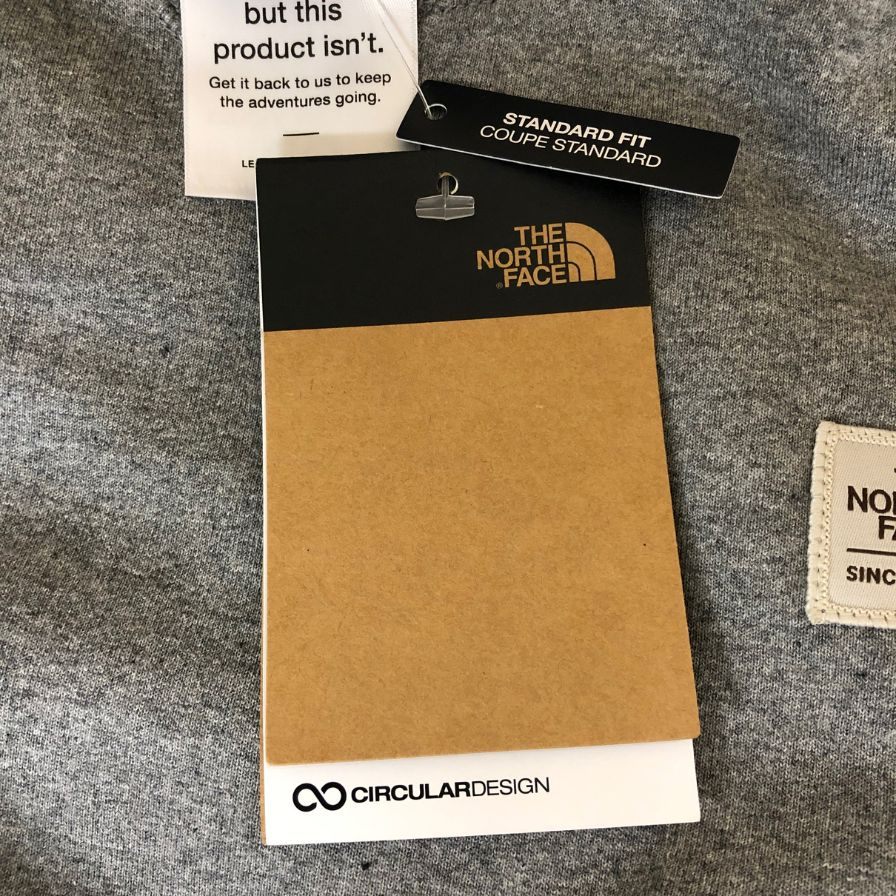 but this
product isn't.
Get it back to us to keep
the adventures going.
STANDARD FIT
COUPE STANDARD
THE
NORTH
FACE
®
CIRCULARDESIGN